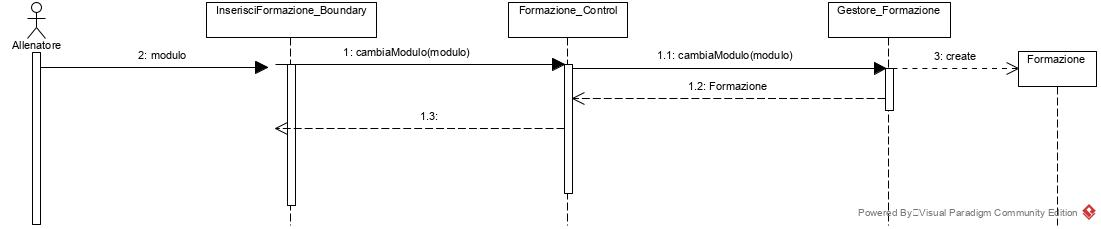 InserisciFormazione_Boundary
Formazione_Control
Gestore_Formazione
Allenatore
2: modulo
1: cambiaModulo(modulo)
1.1: cambiaModulo(modulo)
3: create
Formazione
1.2: Formazione
1.3:
Powered By Visual Paradigm Community Edition